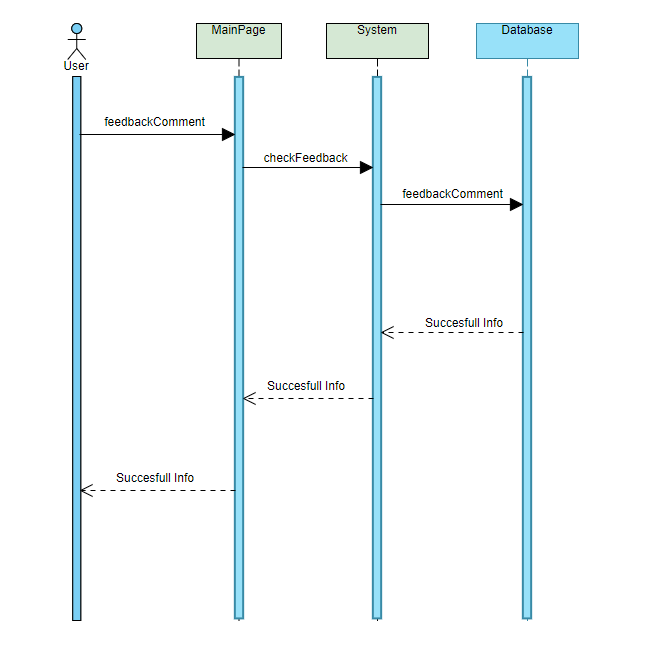 MainPage
System
Database
User
feedbackComment
checkFeedback
feedbackComment
Succesfull Info
Succesfull Info
Succesfull Info